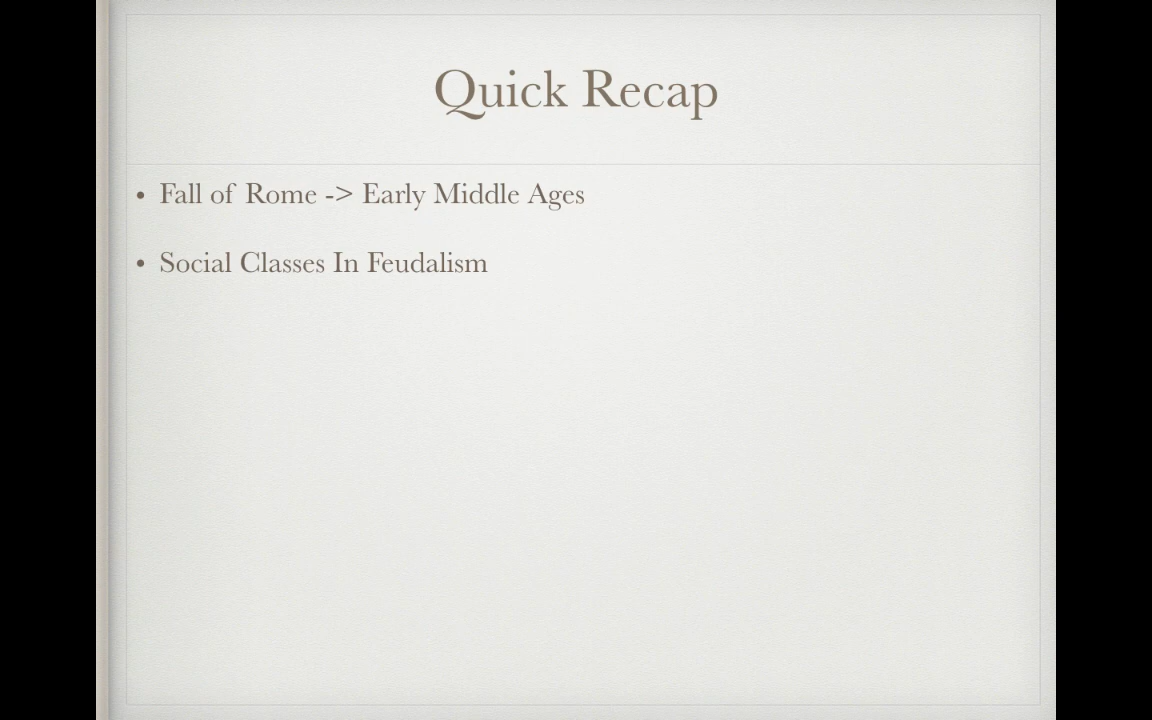 Quick Recap
• Fall of Rome -> Early Middle Ages
• Social Classes In Feudalism